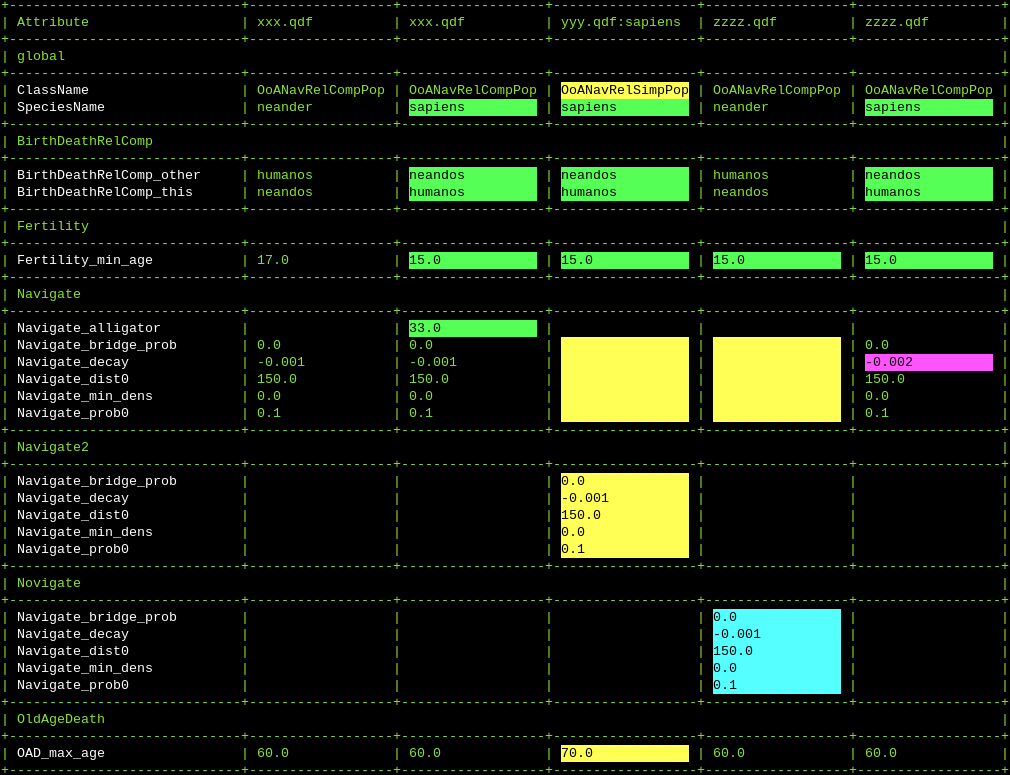 +-----------------------------+------------------+------------------+------------------+------------------+------------------+
| Attribute | xxx.qdf | xxx.qdf | yyy.qdf:sapiens | zzzz.qdf | zzzz.qdf |
+-----------------------------+------------------+------------------+------------------+------------------+------------------+
| global |
+-----------------------------+------------------+------------------+------------------+------------------+------------------+
| ClassName | OoANavRelCompPop | OoANavRelCompPop | OoANavRelSimpPop | OoANavRelCompPop | OoANavRelCompPop |
| SpeciesName | neander | sapiens | sapiens | neander | sapiens |
+-----------------------------+------------------+------------------+------------------+------------------+------------------+
| BirthDeathRelComp |
+-----------------------------+------------------+------------------+------------------+------------------+------------------+
| BirthDeathRelComp_other | humanos | neandos | neandos | humanos | neandos |
| BirthDeathRelComp_this | neandos | humanos | humanos | neandos | humanos |
+-----------------------------+------------------+------------------+------------------+------------------+------------------+
| Fertility |
+-----------------------------+------------------+------------------+------------------+------------------+------------------+
| Fertility_min_age | 17.0 | 15.0 | 15.0 | 15.0 | 15.0 |
+-----------------------------+------------------+------------------+------------------+------------------+------------------+
| Navigate |
+-----------------------------+------------------+------------------+------------------+------------------+------------------+
| Navigate_alligator | | 33.0 | | | |
| Navigate_bridge_prob | 0.0 | 0.0 | | | 0.0 |
| Navigate_decay | -0.001 | -0.001 | | | -0.002 |
| Navigate_dist0 | 150.0 | 150.0 | | | 150.0 |
| Navigate_min_dens | 0.0 | 0.0 | | | 0.0 |
| Navigate_prob0 | 0.1 | 0.1 | | | 0.1 |
+-----------------------------+------------------+------------------+------------------+------------------+------------------+
| Navigate2 |
+-----------------------------+------------------+------------------+------------------+------------------+------------------+
| Navigate_bridge_prob | | | 0.0 | | |
| Navigate_decay | | | -0.001 | | |
| Navigate_dist0 | | | 150.0 | | |
| Navigate_min_dens | | | 0.0 | | |
| Navigate_prob0 | | | 0.1 | | |
+-----------------------------+------------------+------------------+------------------+------------------+------------------+
| Novigate |
+-----------------------------+------------------+------------------+------------------+------------------+------------------+
| Navigate_bridge_prob | | | | 0.0 | |
| Navigate_decay | | | | -0.001 | |
| Navigate_dist0 | | | | 150.0 | |
| Navigate_min_dens | | | | 0.0 | |
| Navigate_prob0 | | | | 0.1 | |
+-----------------------------+------------------+------------------+------------------+------------------+------------------+
| OldAgeDeath |
+-----------------------------+------------------+------------------+------------------+------------------+------------------+
| OAD_max_age | 60.0 | 60.0 | 70.0 | 60.0 | 60.0 |
+-----------------------------+------------------+------------------+------------------+------------------+------------------+